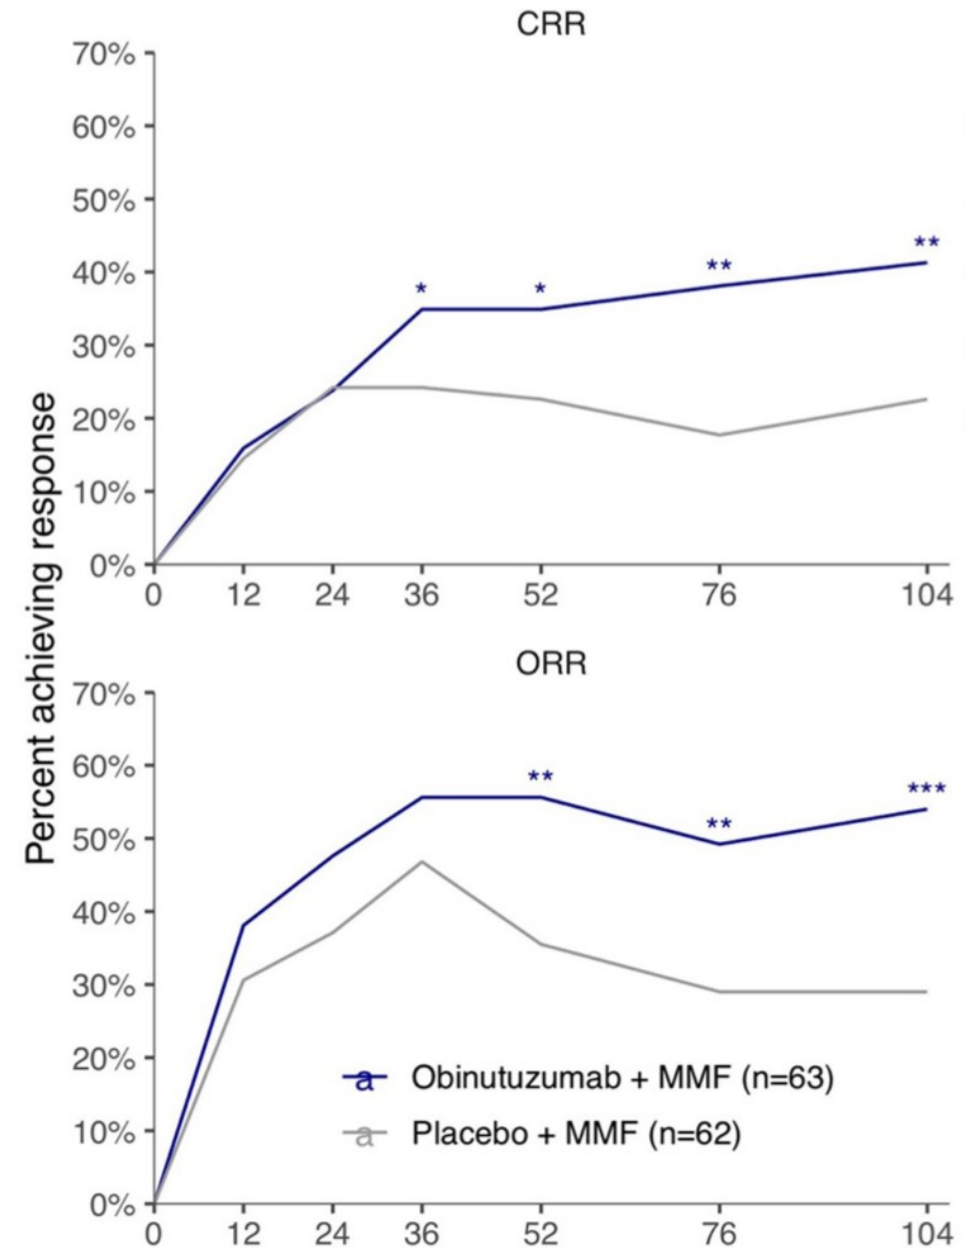 CRR
70%
60%
50%
40%
30%
20%
10%
0%
* * ** **
0 12 24 36 52 76 104
Percent achieving response
ORR
70%
60%
50%
40%
30%
20%
10%
0%
** ** ***
a Obinutuzumab + MMF (n=63)
a Placebo + MMF (n=62)
0 12 24 36 52 76 104